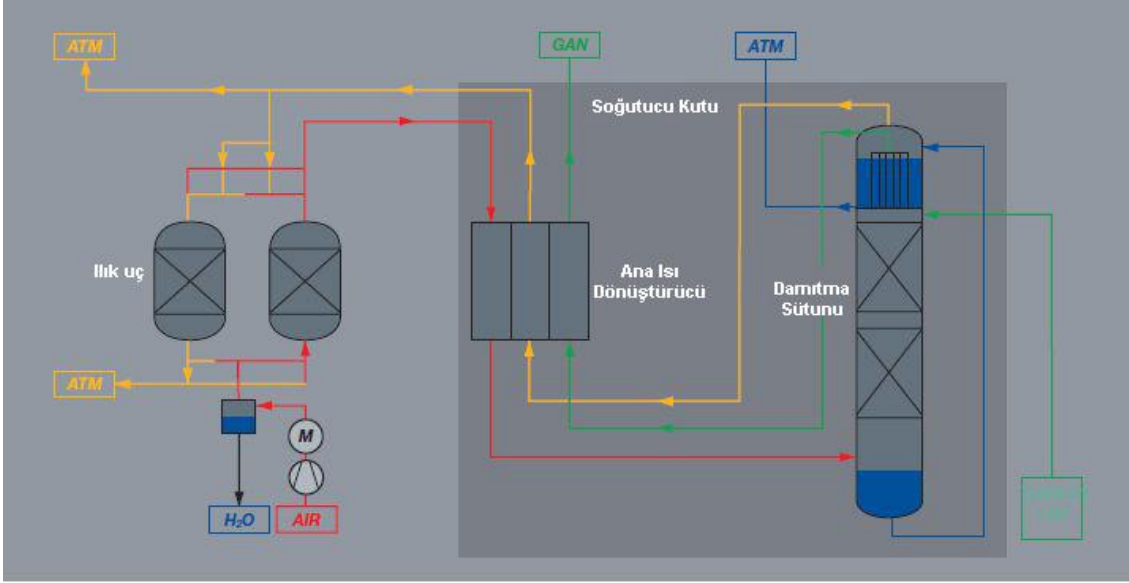 ATM
GAN
ATM
Soğutucu Kutu
Ilık uç
Ana Isı
Dönüştürücü
Damıtma
Sütunu
ATM
M
H₂O
AIR